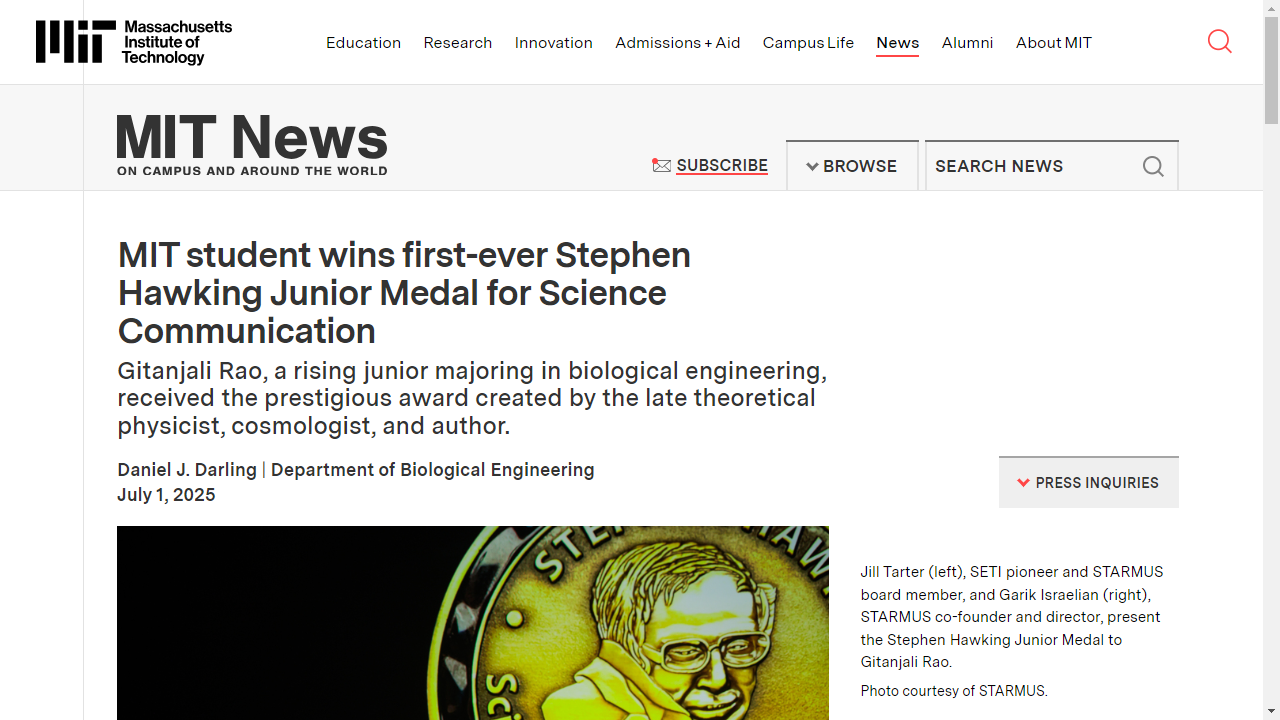 Massachusetts
Institute of
Technology
Education
Research
Innovation
Admissions + Aid
Campus Life
News
Alumni
About MIT
MIT News
ON CAMPUS AND AROUND THE WORLD
SUBSCRIBE
BROWSE
SEARCH NEWS
MIT student wins first-ever Stephen
Hawking Junior Medal for Science
Communication
Gitanjali Rao, a rising junior majoring in biological engineering,
received the prestigious award created by the late theoretical
physicist, cosmologist, and author.
Daniel J. Darling | Department of Biological Engineering
July 1, 2025
PRESS INQUIRIES
Jill Tarter (left), SETI pioneer and STARMUS
board member, and Garik Israelian (right),
STARMUS co-founder and director, present
the Stephen Hawking Junior Medal to
Gitanjali Rao.
Photo courtesy of STARMUS.